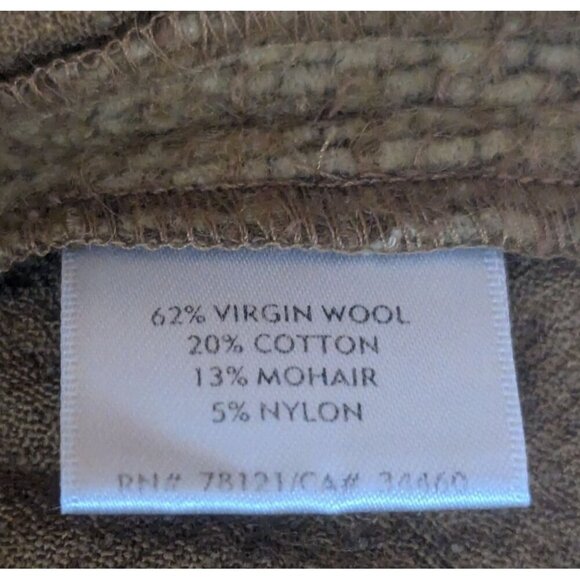 62% VIRGIN WOOL
20% COTTON
13% MOHAIR
5% NYLON
RN# 78121/CA# 34460